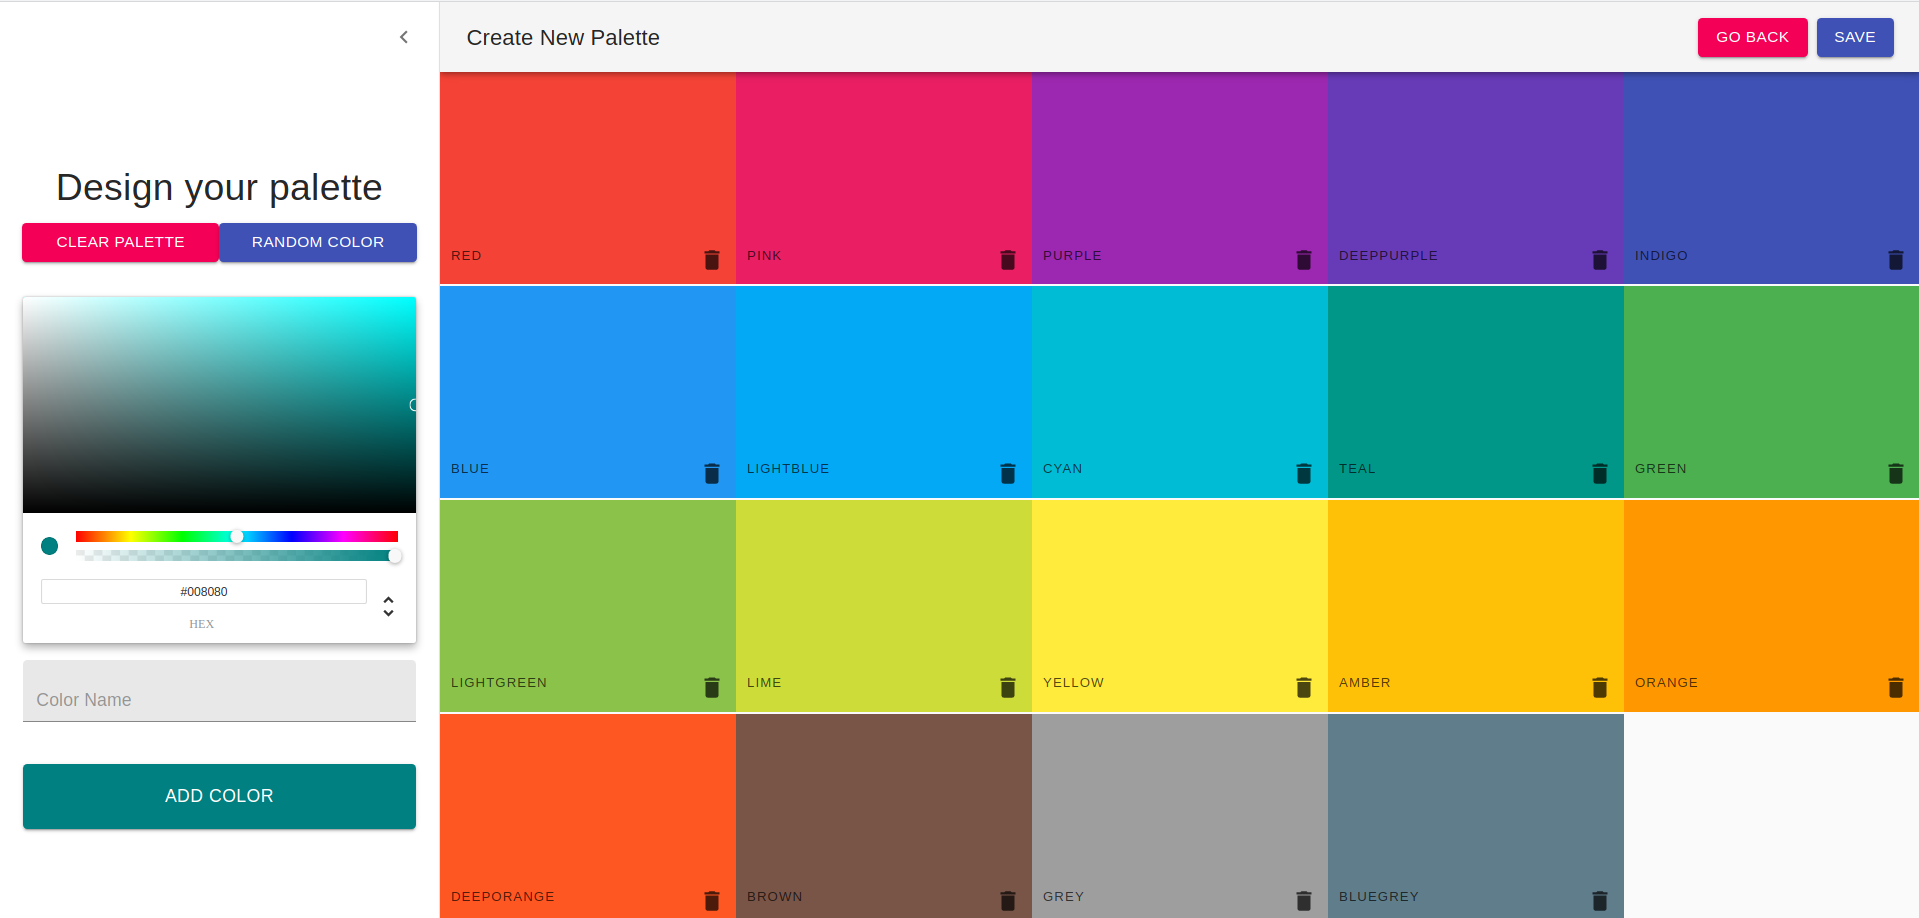 Create New Palette
GO BACK
SAVE
Design your palette
CLEAR PALETTE
RANDOM COLOR
#008080
HEX
Color Name
ADD COLOR
RED
PINK
PURPLE
DEEPPURPLE
INDIGO
BLUE
LIGHTBLUE
CYAN
TEAL
GREEN
LIGHTGREEN
LIME
YELLOW
AMBER
ORANGE
DEEPORANGE
BROWN
GREY
BLUEGREY